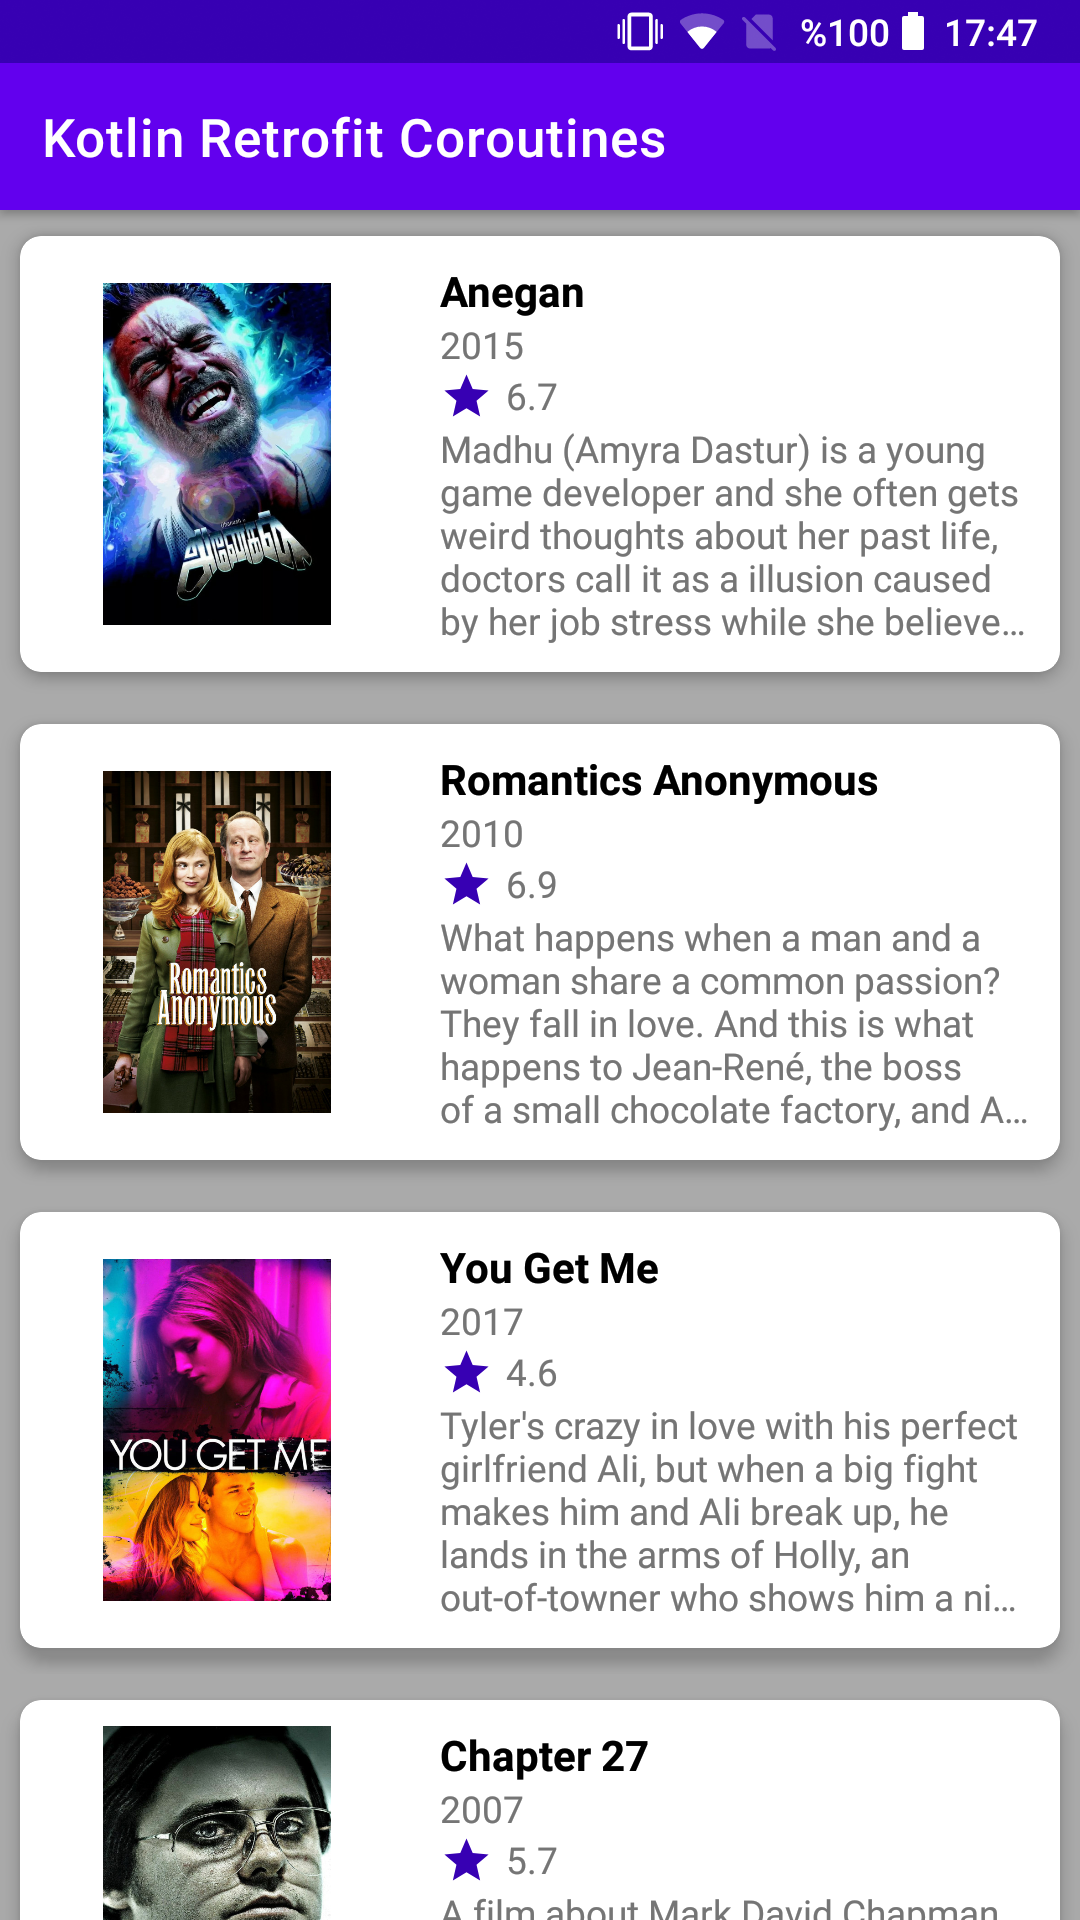 %100 17:47
Kotlin Retrofit Coroutines
Anegan
2015
6.7
Madhu (Amyra Dastur) is a young
game developer and she often gets
weird thoughts about her past life,
doctors call it as a illusion caused
by her job stress while she believe…
அனேகன்
Romantics Anonymous
2010
6.9
What happens when a man and a
woman share a common passion?
They fall in love. And this is what
happens to Jean-René, the boss
of a small chocolate factory, and A…
Romantics
Anonymous
You Get Me
2017
4.6
Tyler's crazy in love with his perfect
girlfriend Ali, but when a big fight
makes him and Ali break up, he
lands in the arms of Holly, an
out-of-towner who shows him a ni…
YOU GET ME
Chapter 27
2007
5.7
A film about Mark David Chapman